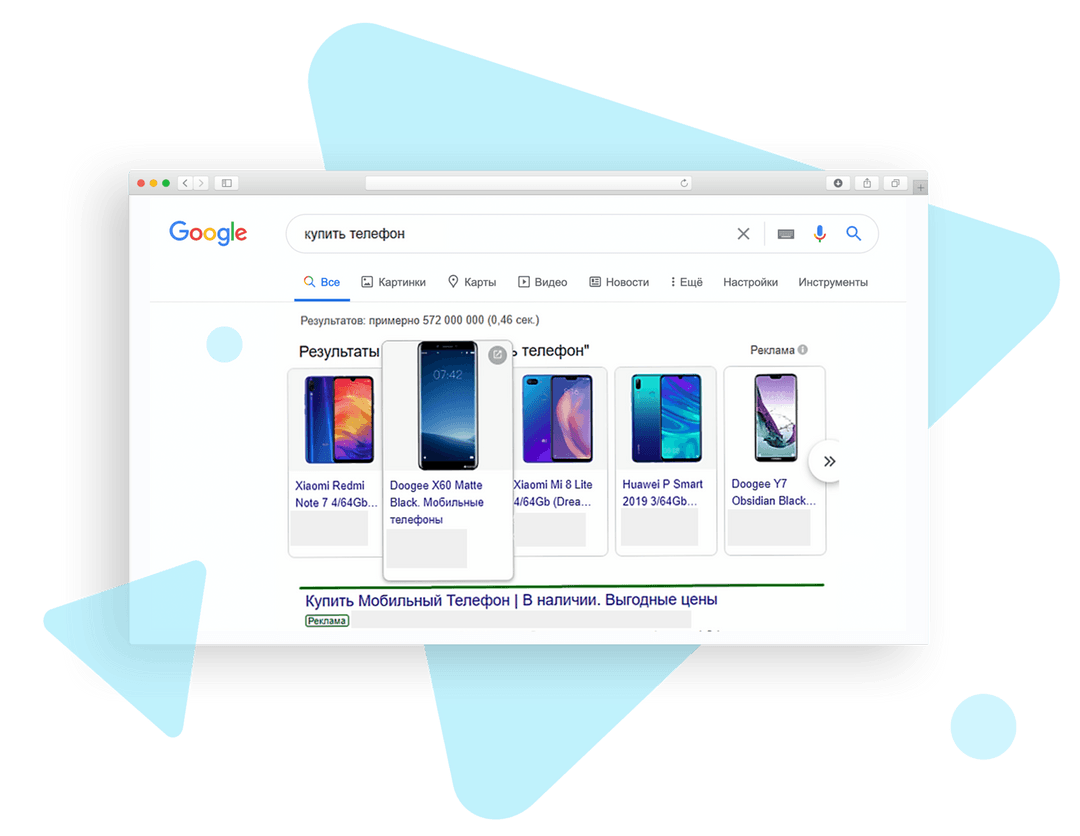 Google
купить телефон
Все Картинки Карты Видео Новости Ещё Настройки Инструменты
Результатов: примерно 572 000 000 (0,46 сек.)
Результаты ь телефон" Реклама
07:42
Xiaomi Redmi
Note 7 4/64Gb...
Doogee X60 Matte
Black. Мобильные
телефоны
Xiaomi Mi 8 Lite
4/64Gb (Drea...
Huawei P Smart
2019 3/64Gb...
Doogee Y7
Obsidian Black...
Купить Мобильный Телефон | В наличии. Выгодные цены
Реклама